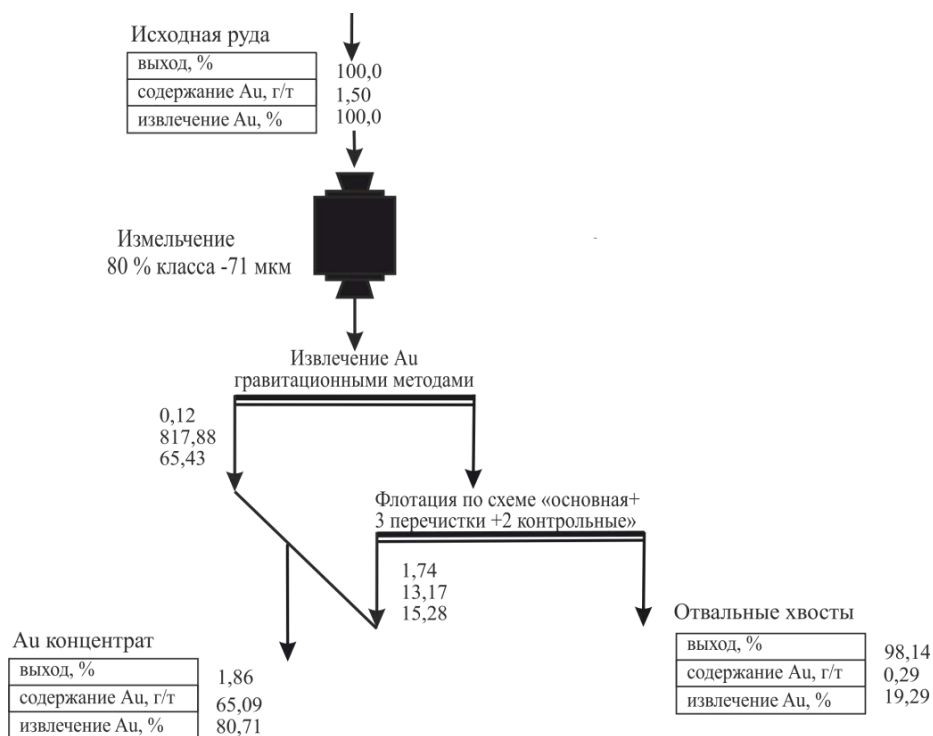 Исходная руда
выход, % 100,0
содержание Au, г/т 1,50
извлечение Au, % 100,0
Измельчение
80 % класса -71 мкм
Извлечение Au
гравитационными методами
0,12
817,88
65,43
Флотация по схеме «основная+
3 перечистки +2 контрольные»
1,74
13,17
15,28
Au концентрат
выход, % 1,86
содержание Au, г/т 65,09
извлечение Au, % 80,71
Отвальные хвосты
выход, % 98,14
содержание Au, г/т 0,29
извлечение Au, % 19,29